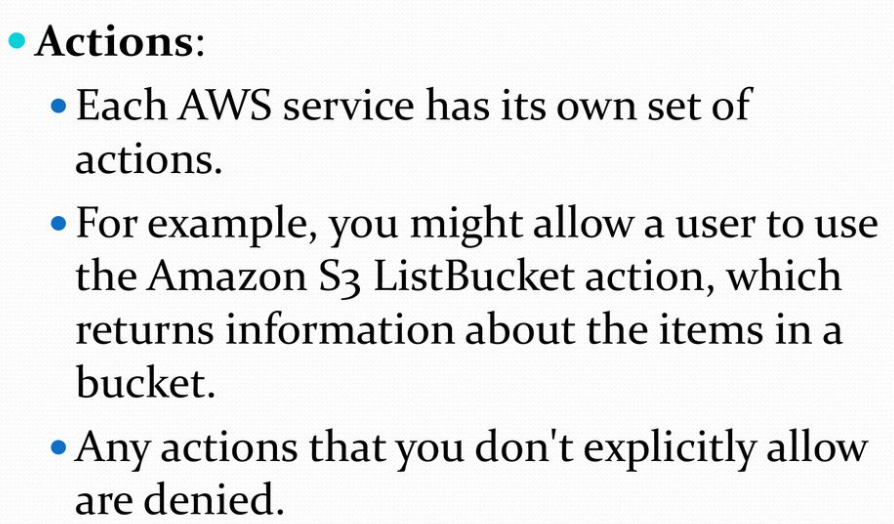 • Actions:
• Each AWS service has its own set of
actions.
• For example, you might allow a user to use
the Amazon S3 ListBucket action, which
returns information about the items in a
bucket.
• Any actions that you don't explicitly allow
are denied.